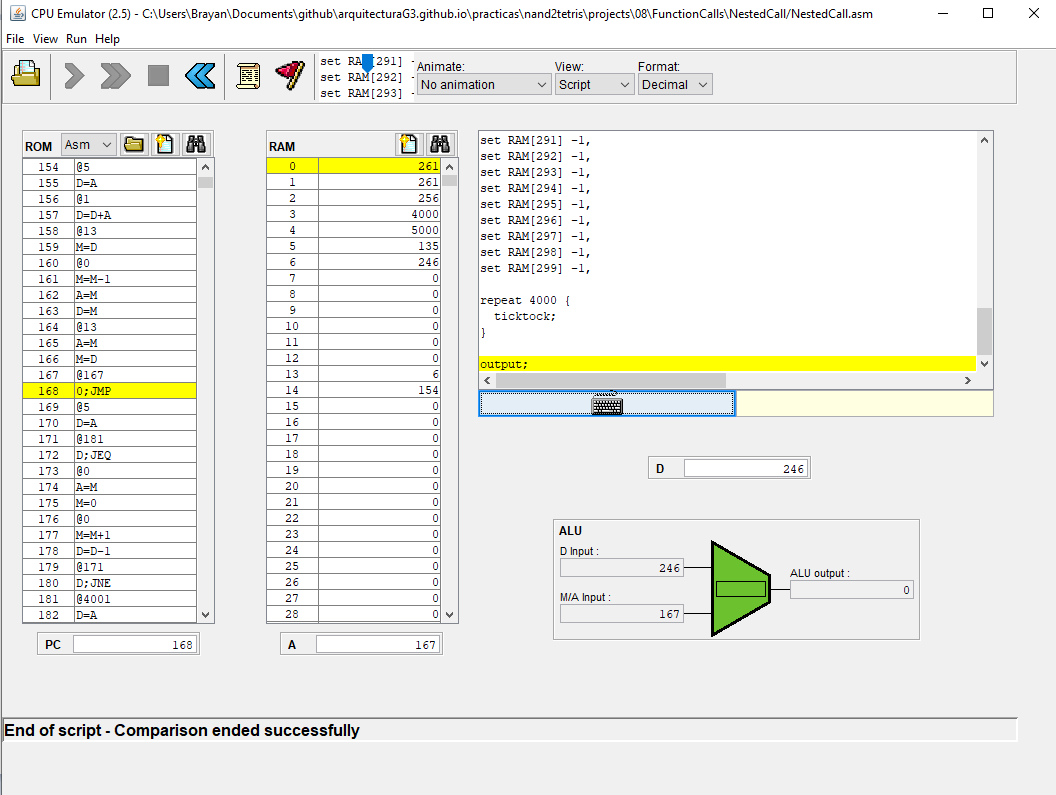 CPU Emulator (2.5) - C:\Users\Brayan\Documents\github\arquitecturaG3.github.io\practicas\nand2tetris\projects\08\FunctionCalls\NestedCall/NestedCall.asm
File View Run Help
set RA 291] -
set RAM[292] -
set RAM[293] -
Animate:
No animation
View:
Script
Format:
Decimal
ROM Asm
154 @5
155 D=A
156 @1
157 D=D+A
158 @13
159 M=D
160 @0
161 M=M-1
162 A=M
163 D=M
164 @13
165 A=M
166 M=D
167 @167
168 0;JMP
169 @5
170 D=A
171 @181
172 D;JEQ
173 @0
174 A=M
175 M=0
176 @0
177 M=M+1
178 D=D-1
179 @171
180 D;JNE
181 @4001
182 D=A
PC 168
RAM
0 261
1 261
2 256
3 4000
4 5000
5 135
6 246
7 0
8 0
9 0
10 0
11 0
12 0
13 6
14 154
15 0
16 0
17 0
18 0
19 0
20 0
21 0
22 0
23 0
24 0
25 0
26 0
27 0
28 0
A 167
set RAM[291] -1,
set RAM[292] -1,
set RAM[293] -1,
set RAM[294] -1,
set RAM[295] -1,
set RAM[296] -1,
set RAM[297] -1,
set RAM[298] -1,
set RAM[299] -1,
repeat 4000 {
ticktock;
}
output;
D 246
ALU
D Input :
246
M/A Input :
167
ALU output :
0
End of script - Comparison ended successfully